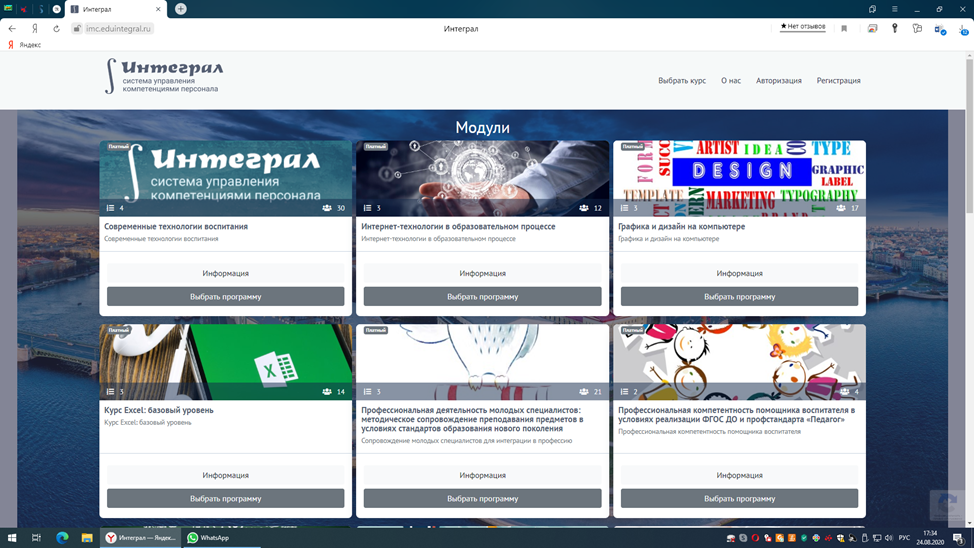 Интеграл
imc.eduintegral.ru
Интеграл
★ Нет отзывов
Яндекс
Интеграл
система управления
компетенциями персонала
Выбрать курс
О нас
Авторизация
Регистрация
Модули
Платный
Интеграл
система управления
компетенциями персонала
4
30
Современные технологии воспитания
Современные технологии воспитания
Информация
Выбрать программу
Платный
3
12
Интернет-технологии в образовательном процессе
Интернет-технологии в образовательном процессе
Информация
Выбрать программу
Платный
ARTIST
IDEA
TYPE
DESIGN
GRAPHIC
LABEL
TEMPLATE
MARKETING
TYPOGRAPHY
3
17
Графика и дизайн на компьютере
Графика и дизайн на компьютере
Информация
Выбрать программу
Платный
3
14
Курс Excel: базовый уровень
Курс Excel: базовый уровень
Информация
Выбрать программу
Платный
3
21
Профессиональная деятельность молодых специалистов:
методическое сопровождение преподавания предметов в
условиях стандартов образования нового поколения
Сопровождение молодых специалистов для интеграции в профессию
Информация
Выбрать программу
Платный
2
4
Профессиональная компетентность помощника воспитателя в
условиях реализации ФГОС ДО и профстандарта «Педагог»
Профессиональная компетентность помощника воспитателя
Информация
Выбрать программу
Интеграл — Яндекс...
WhatsApp
РУС
17:34
24.08.2020